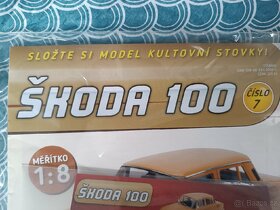 SLOŽTE SI MODEL KULTOVNÍ STOVKY!
ŠKODA 100
ČÍSLO
7
MĚŘÍTKO
1:8
ŠKODA 100